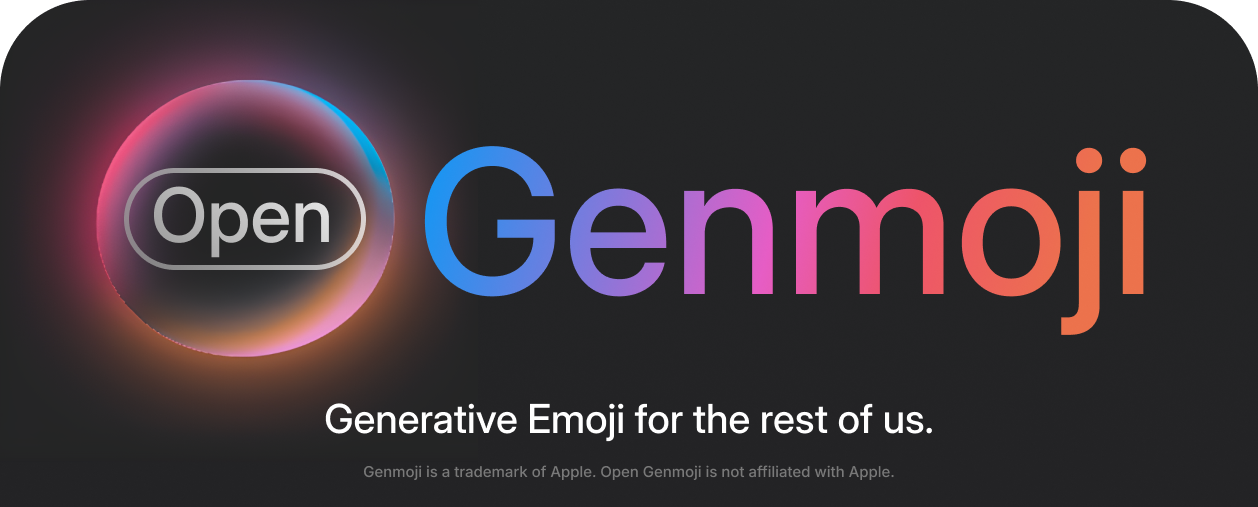 Open Genmoji
Generative Emoji for the rest of us.
Genmoji is a trademark of Apple. Open Genmoji is not affiliated with Apple.